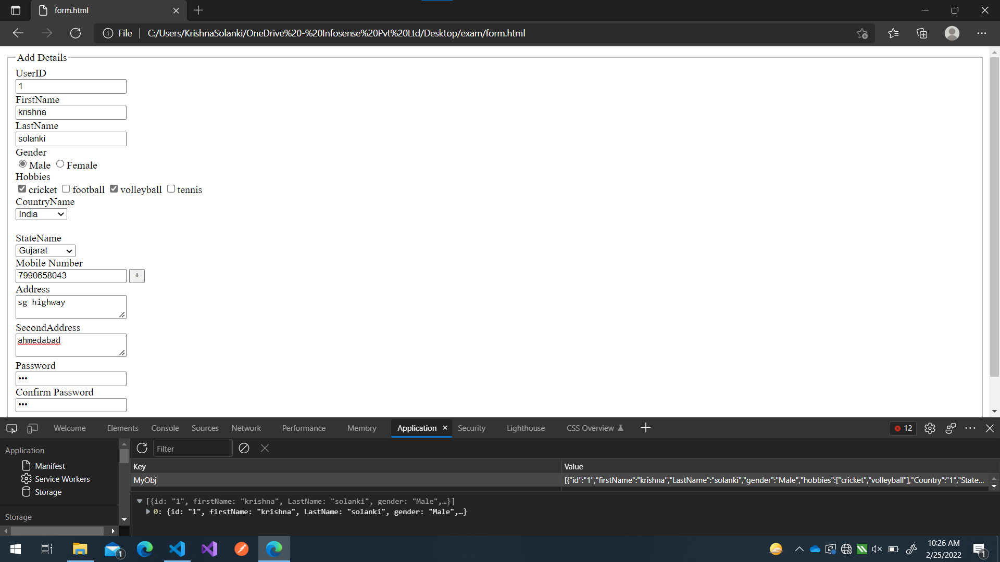 form.html
File
C:/Users/KrishnaSolanki/OneDrive%20-%20Infosense%20Pvt%20Ltd/Desktop/exam/form.html
Add Details
UserID
1
FirstName
krishna
LastName
solanki
Gender
Male Female
Hobbies
cricket football volleyball tennis
CountryName
India
StateName
Gujarat
Mobile Number
7990658043 +
Address
sg highway
SecondAddress
ahmedabad
Password
•••
Confirm Password
•••
Welcome Elements Console Sources Network Performance Memory Application Security Lighthouse CSS Overview 12
Application
Manifest
Service Workers
Storage
Storage
Filter
Key Value
MyObj [{"id":"1","firstName":"krishna","LastName":"solanki","gender":"Male","hobbies":["cricket","volleyball"],"Country":"1","State...
[{id: "1", firstName: "krishna", LastName: "solanki", gender: "Male",…}]
0: {id: "1", firstName: "krishna", LastName: "solanki", gender: "Male",…}
1
10:26 AM
2/25/2022
1